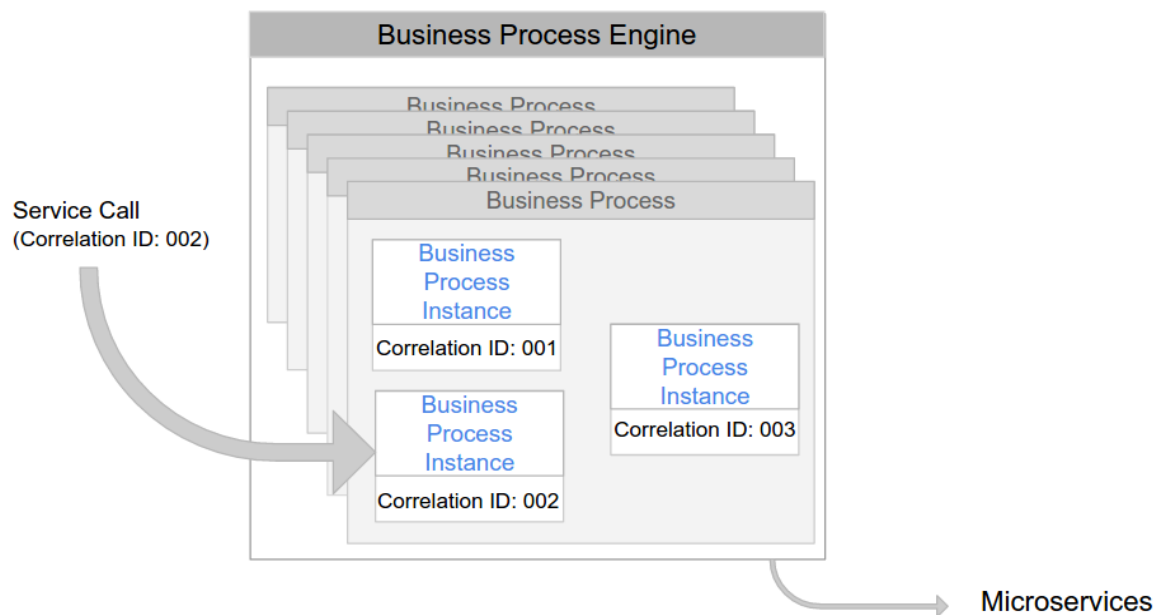 Business Process Engine
Business Process
Business Process
Business Process
Business Process
Business Process
Service Call
(Correlation ID: 002)
Business
Process
Instance
Correlation ID: 001
Business
Process
Instance
Correlation ID: 002
Business
Process
Instance
Correlation ID: 003
Microservices